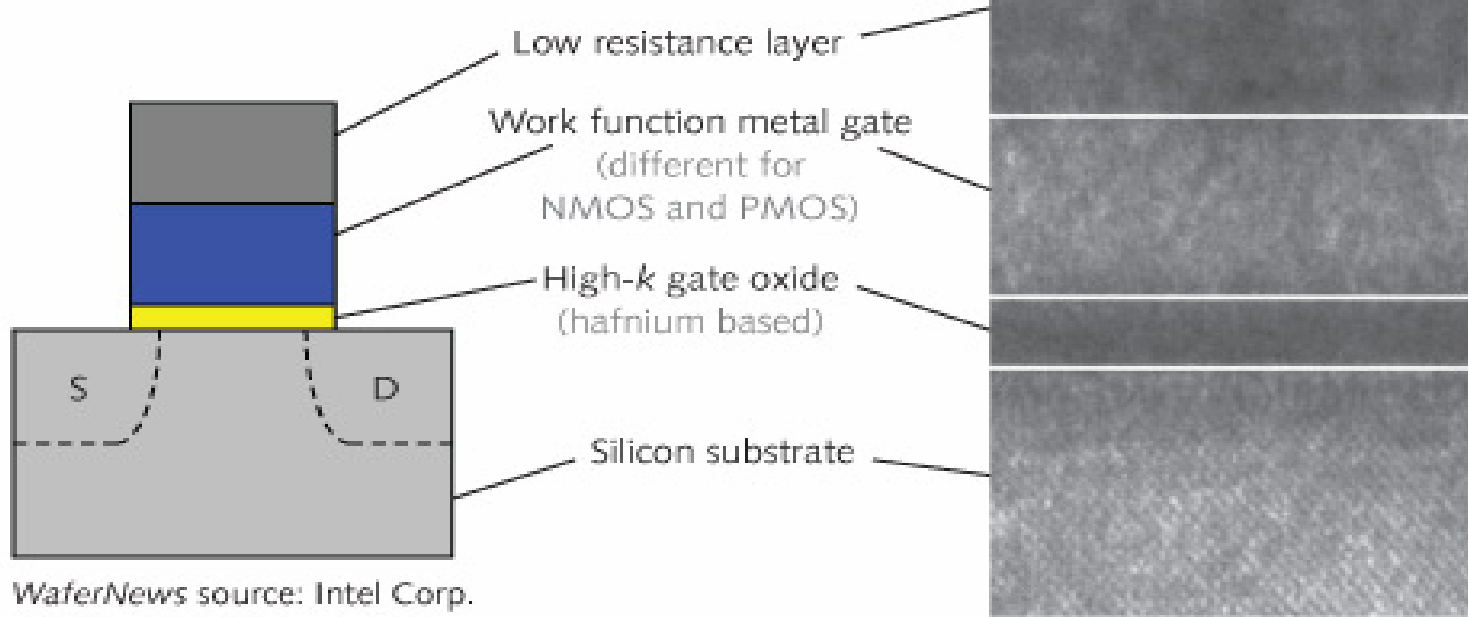 Low resistance layer
Work function metal gate
(different for
NMOS and PMOS)
High-k gate oxide
(hafnium based)
S
D
Silicon substrate
WaferNews source: Intel Corp.